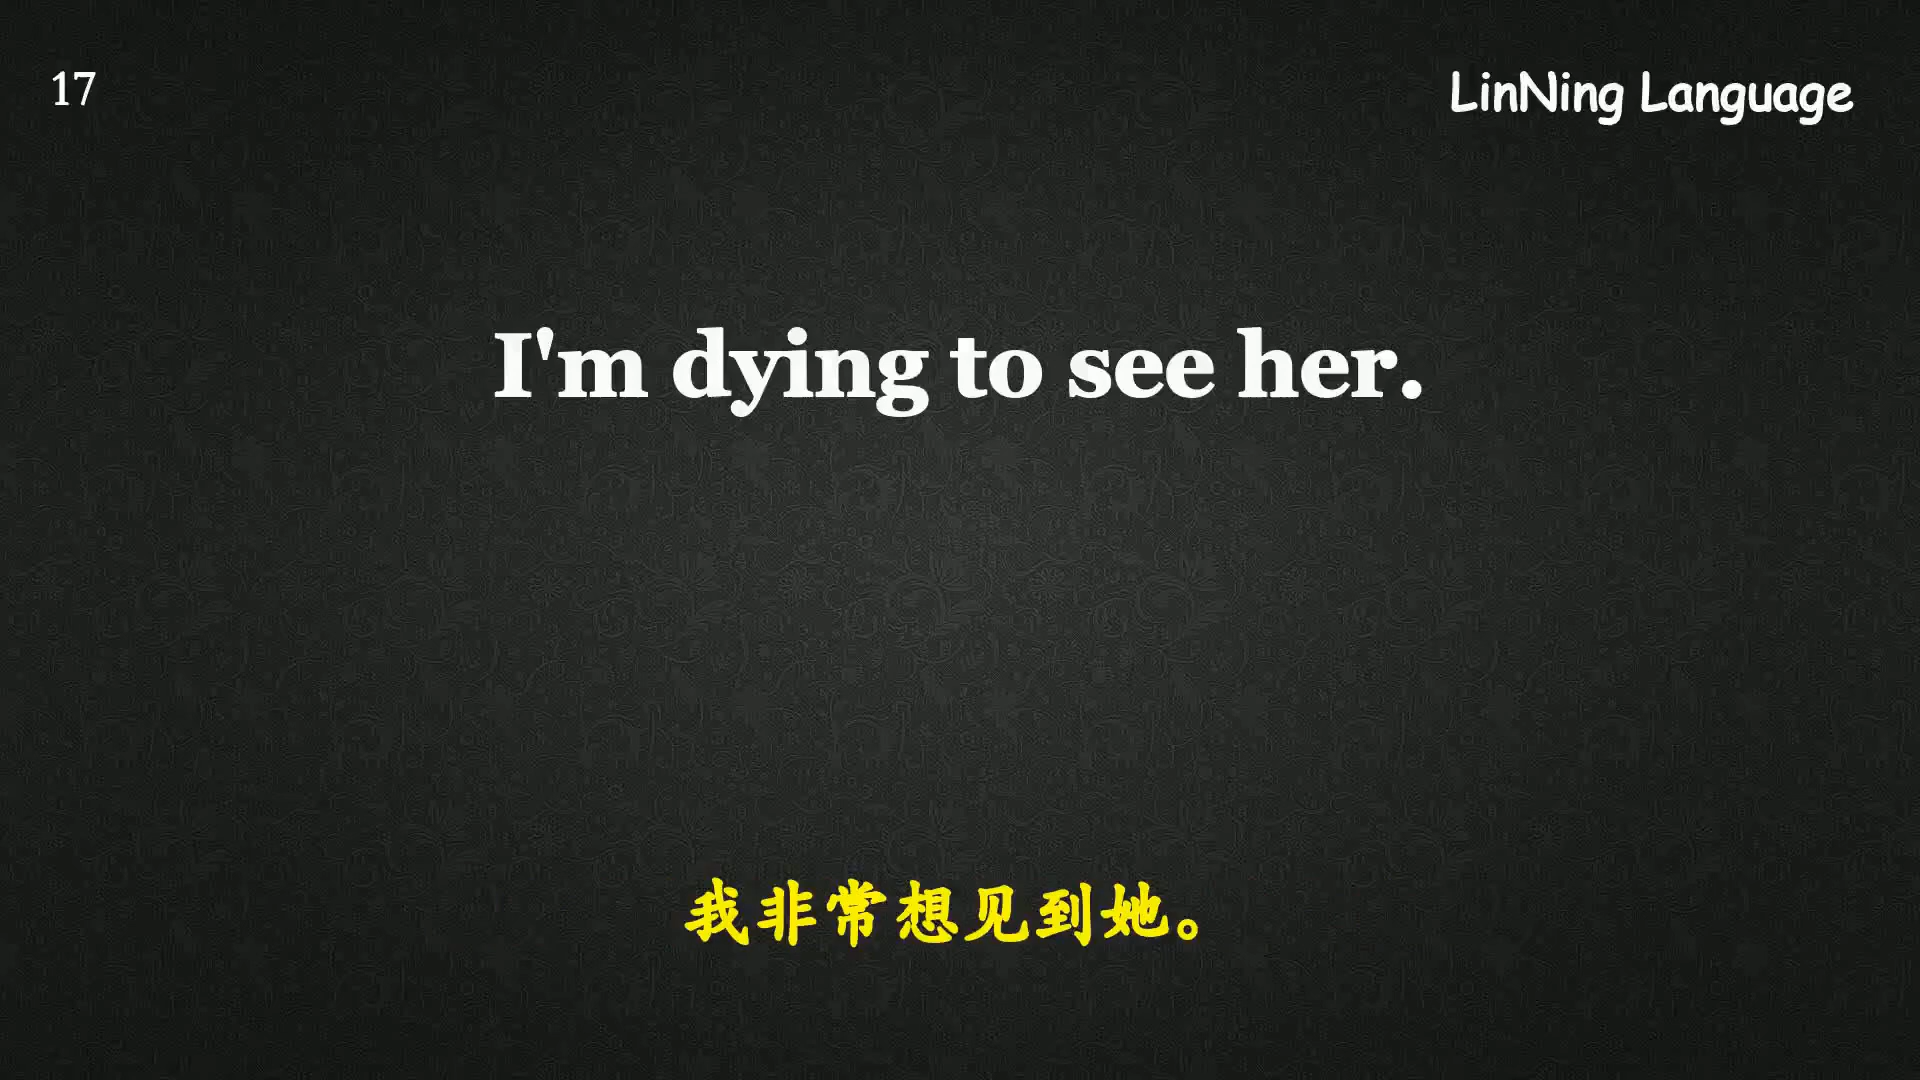 17
LinNing Language
I'm dying to see her.
我非常想见到她。